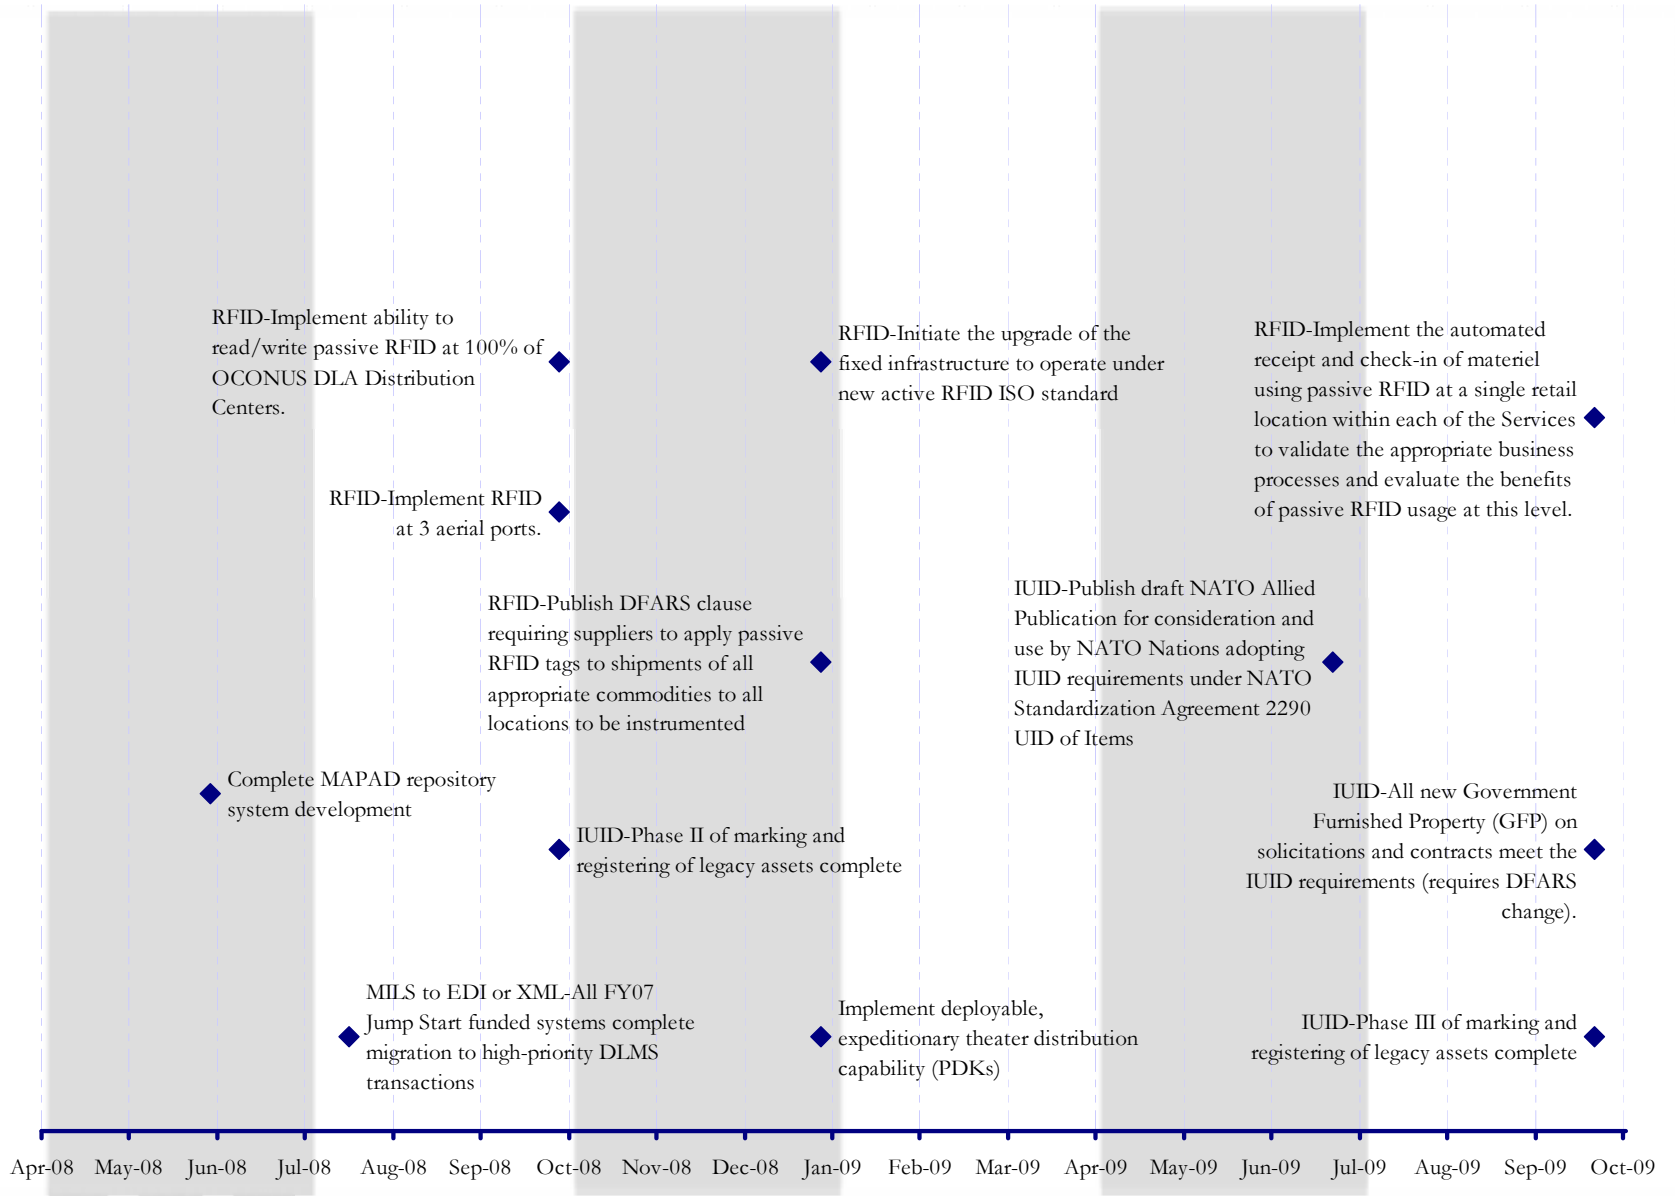 RFID-Implement ability to
read/write passive RFID at 100% of
OCONUS DLA Distribution
Centers.
RFID-Initiate the upgrade of the
fixed infrastructure to operate under
new active RFID ISO standard
RFID-Implement the automated
receipt and check-in of materiel
using passive RFID at a single retail
location within each of the Services
to validate the appropriate business
processes and evaluate the benefits
of passive RFID usage at this level.
RFID-Implement RFID
at 3 aerial ports.
RFID-Publish DFARS clause
requiring suppliers to apply passive
RFID tags to shipments of all
appropriate commodities to all
locations to be instrumented
IUID-Publish draft NATO Allied
Publication for consideration and
use by NATO Nations adopting
IUID requirements under NATO
Standardization Agreement 2290
UID of Items
Complete MAPAD repository
system development
IUID-Phase II of marking and
registering of legacy assets complete
IUID-All new Government
Furnished Property (GFP) on
solicitations and contracts meet the
IUID requirements (requires DFARS
change).
MILS to EDI or XML-All FY07
Jump Start funded systems complete
migration to high-priority DLMS
transactions
Implement deployable,
expeditionary theater distribution
capability (PDKs)
IUID-Phase III of marking and
registering of legacy assets complete
Apr-08 May-08 Jun-08 Jul-08 Aug-08 Sep-08 Oct-08 Nov-08 Dec-08 Jan-09 Feb-09 Mar-09 Apr-09 May-09 Jun-09 Jul-09 Aug-09 Sep-09 Oct-09